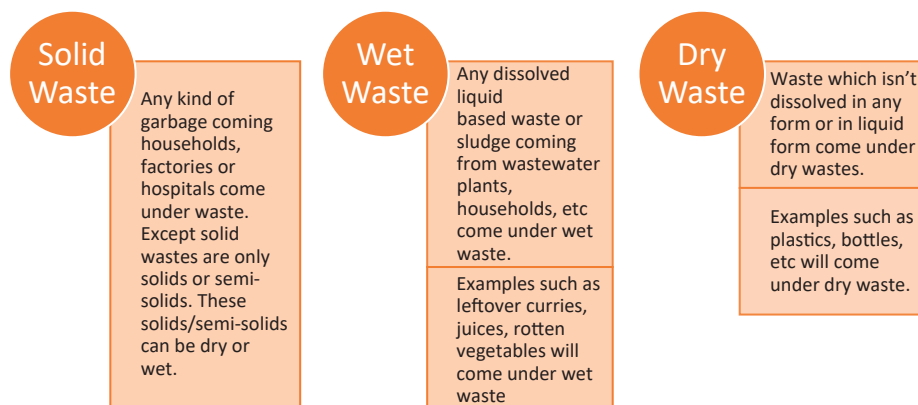 Solid
Waste
Any kind of
garbage coming
households,
factories or
hospitals come
under waste.
Except solid
wastes are only
solids or semi-
solids. These
solids/semi-solids
can be dry or
wet.
Wet
Waste
Any dissolved
liquid
based waste or
sludge coming
from wastewater
plants,
households, etc
come under wet
waste.
Examples such as
leftover curries,
juices, rotten
vegetables will
come under wet
waste
Dry
Waste
Waste which isn't
dissolved in any
form or in liquid
form come under
dry wastes.
Examples such as
plastics, bottles,
etc will come
under dry waste.